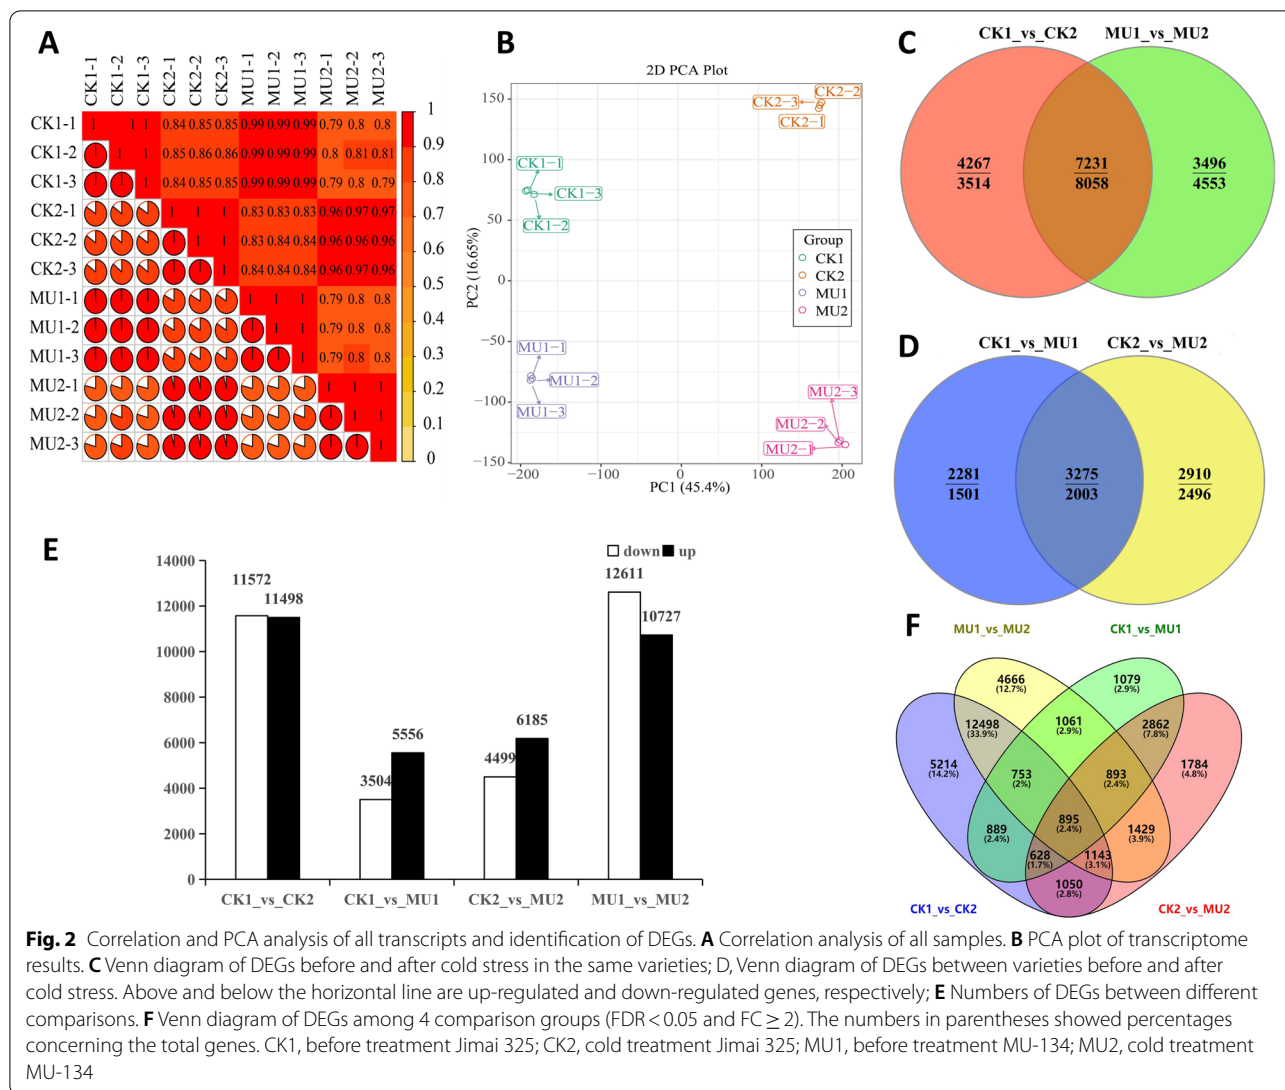 A
CK1-1 CK1-2 CK1-3 CK2-1 CK2-2 CK2-3 MU1-1 MU1-2 MU1-3 MU2-1 MU2-2 MU2-3
CK1-1 1 1 1 0.84 0.85 0.85 0.99 0.99 0.99 0.79 0.8 0.8
CK1-2 1 1 0.85 0.86 0.86 0.99 0.99 0.99 0.8 0.81 0.81
CK1-3 1 0.84 0.85 0.85 0.99 0.99 0.99 0.79 0.8 0.79
CK2-1 1 1 1 0.83 0.83 0.83 0.96 0.97 0.97
CK2-2 1 1 0.83 0.84 0.84 0.96 0.96 0.96
CK2-3 1 0.84 0.84 0.84 0.96 0.97 0.96
MU1-1 1 1 1 0.79 0.8 0.8
MU1-2 1 1 0.79 0.8 0.8
MU1-3 1 0.79 0.8 0.8
MU2-1 1 1 1
MU2-2 1 1
MU2-3 1
1
0.9
0.8
0.7
0.6
0.5
0.4
0.3
0.2
0.1
0
B
2D PCA Plot
PC2 (16.65%)
150
100
50
0
−50
−100
−150
−200 −100 0 100 200
PC1 (45.4%)
CK2−2
CK2−3
CK2−1
CK1−1
CK1−3
CK1−2
MU1−1
MU1−2
MU1−3
MU2−3
MU2−2
MU2−1
Group
CK1
CK2
MU1
MU2
C
CK1_vs_CK2 MU1_vs_MU2
4267 7231 3496
3514 8058 4553
D
CK1_vs_MU1 CK2_vs_MU2
2281 3275 2910
1501 2003 2496
E
down up
14000
12000
10000
8000
6000
4000
2000
0
11572 11498
3504 5556
4499 6185
12611 10727
CK1_vs_CK2 CK1_vs_MU1 CK2_vs_MU2 MU1_vs_MU2
F
MU1_vs_MU2 CK1_vs_MU1
4666 1079
(12.7%) (2.9%)
12498 1061 2862
(33.9%) (2.9%) (7.8%)
5214 753 893 1784
(14.2%) (2%) (2.4%) (4.8%)
889 895 1429
(2.4%) (2.4%) (3.9%)
628 1143
(1.7%) (3.1%)
1050
(2.8%)
CK1_vs_CK2 CK2_vs_MU2
Fig. 2 Correlation and PCA analysis of all transcripts and identification of DEGs. A Correlation analysis of all samples. B PCA plot of transcriptome
results. C Venn diagram of DEGs before and after cold stress in the same varieties; D, Venn diagram of DEGs between varieties before and after
cold stress. Above and below the horizontal line are up-regulated and down-regulated genes, respectively; E Numbers of DEGs between different
comparisons. F Venn diagram of DEGs among 4 comparison groups (FDR < 0.05 and FC ≥ 2). The numbers in parentheses showed percentages
concerning the total genes. CK1, before treatment Jimai 325; CK2, cold treatment Jimai 325; MU1, before treatment MU-134; MU2, cold treatment
MU-134